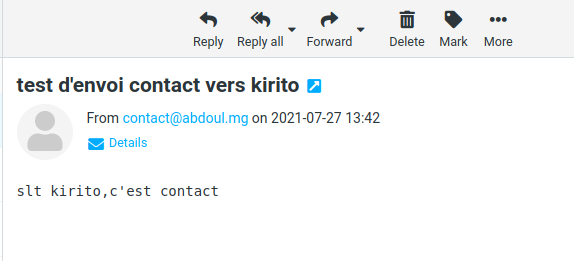 Reply Reply all Forward Delete Mark More
test d'envoi contact vers kirito
From contact@abdoul.mg on 2021-07-27 13:42
Details
slt kirito,c'est contact